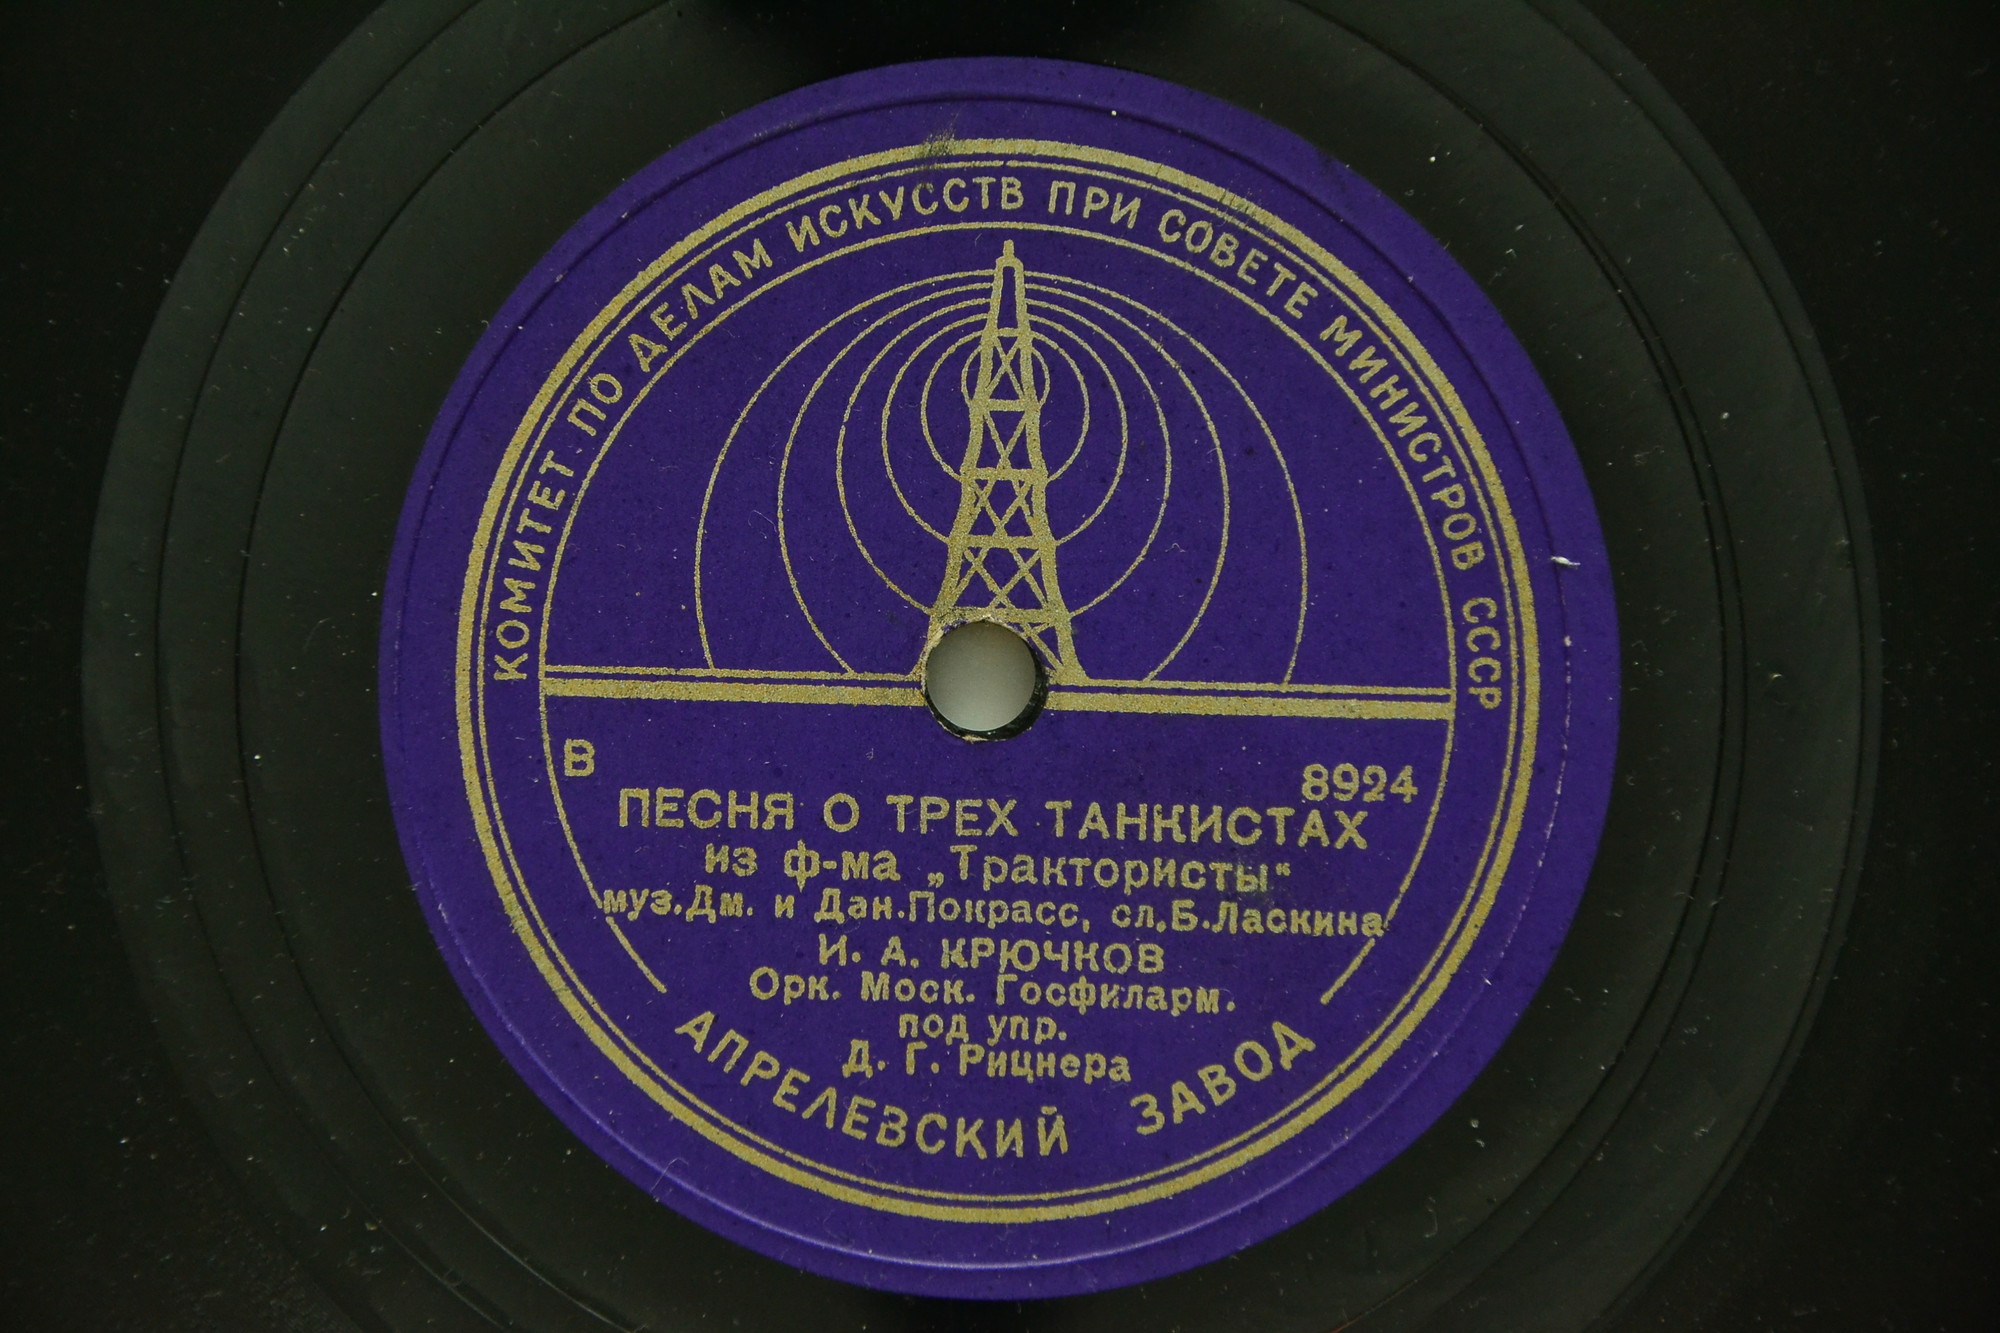 КОМИТЕТ ПО ДЕЛАМ ИСКУССТВ ПРИ СОВЕТЕ МИНИСТРОВ СССР
В 8924
ПЕСНЯ О ТРЕХ ТАНКИСТАХ
из ф-ма „Трактористы“
муз.Дм. и Дан.Покрасс, сл.Б.Ласкина
И. А. КРЮЧКОВ
Орк. Моск. Госфиларм.
под упр.
Д. Г. Рицнера
АПРЕЛЕВСКИЙ ЗАВОД